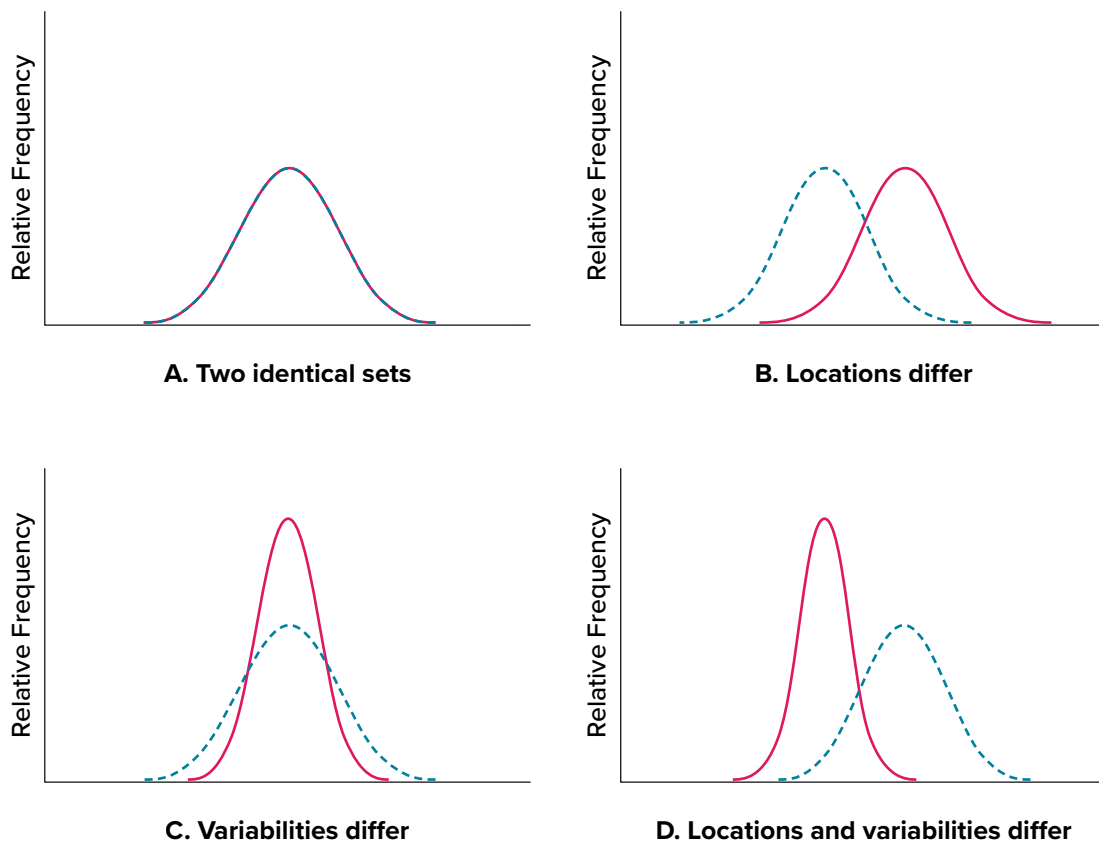 Relative Frequency
A. Two identical sets
Relative Frequency
B. Locations differ
Relative Frequency
C. Variabilities differ
Relative Frequency
D. Locations and variabilities differ